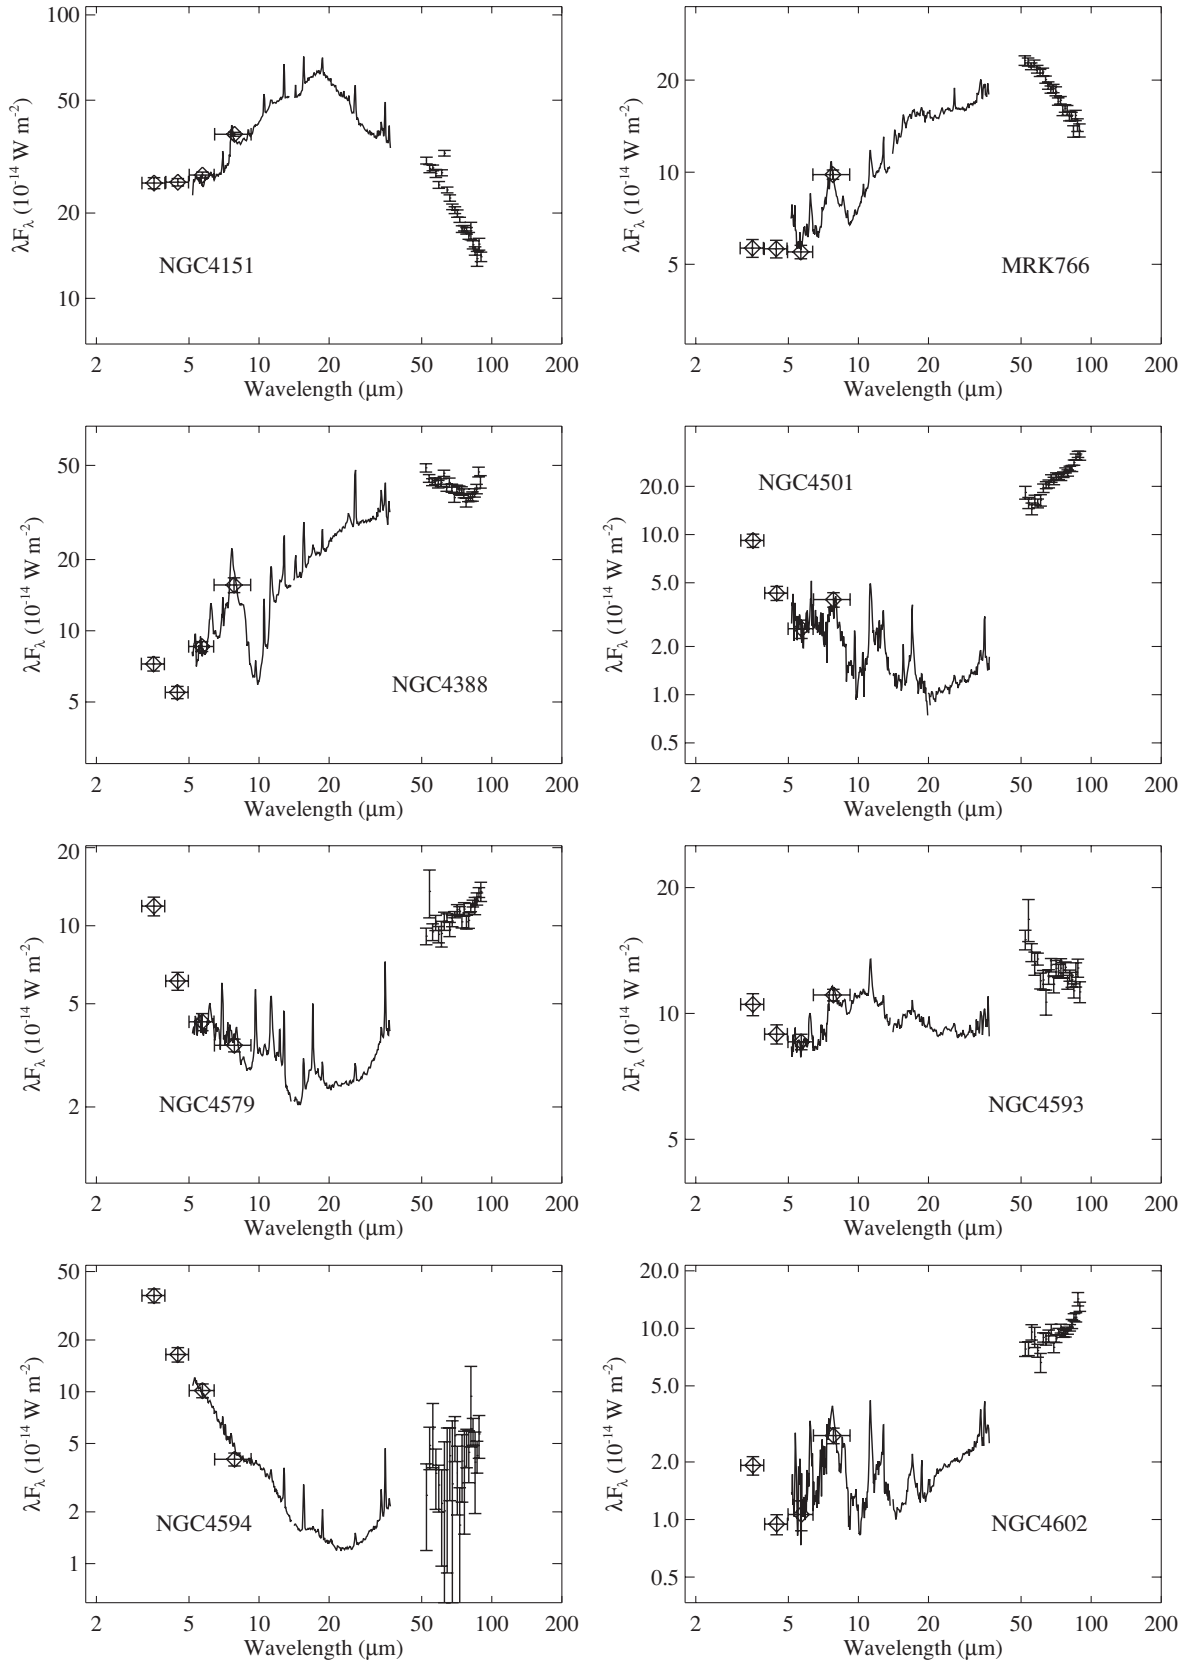 100
50
20
10
λF_λ (10⁻¹⁴ W m⁻²)
NGC4151
2 5 10 20 50 100 200
Wavelength (μm)
20
10
5
λF_λ (10⁻¹⁴ W m⁻²)
MRK766
2 5 10 20 50 100 200
Wavelength (μm)
50
20
10
5
λF_λ (10⁻¹⁴ W m⁻²)
NGC4388
2 5 10 20 50 100 200
Wavelength (μm)
20.0
10.0
5.0
2.0
1.0
0.5
λF_λ (10⁻¹⁴ W m⁻²)
NGC4501
2 5 10 20 50 100 200
Wavelength (μm)
20
10
5
2
λF_λ (10⁻¹⁴ W m⁻²)
NGC4579
2 5 10 20 50 100 200
Wavelength (μm)
20
10
5
λF_λ (10⁻¹⁴ W m⁻²)
NGC4593
2 5 10 20 50 100 200
Wavelength (μm)
50
20
10
5
2
1
λF_λ (10⁻¹⁴ W m⁻²)
NGC4594
2 5 10 20 50 100 200
Wavelength (μm)
20.0
10.0
5.0
2.0
1.0
0.5
λF_λ (10⁻¹⁴ W m⁻²)
NGC4602
2 5 10 20 50 100 200
Wavelength (μm)